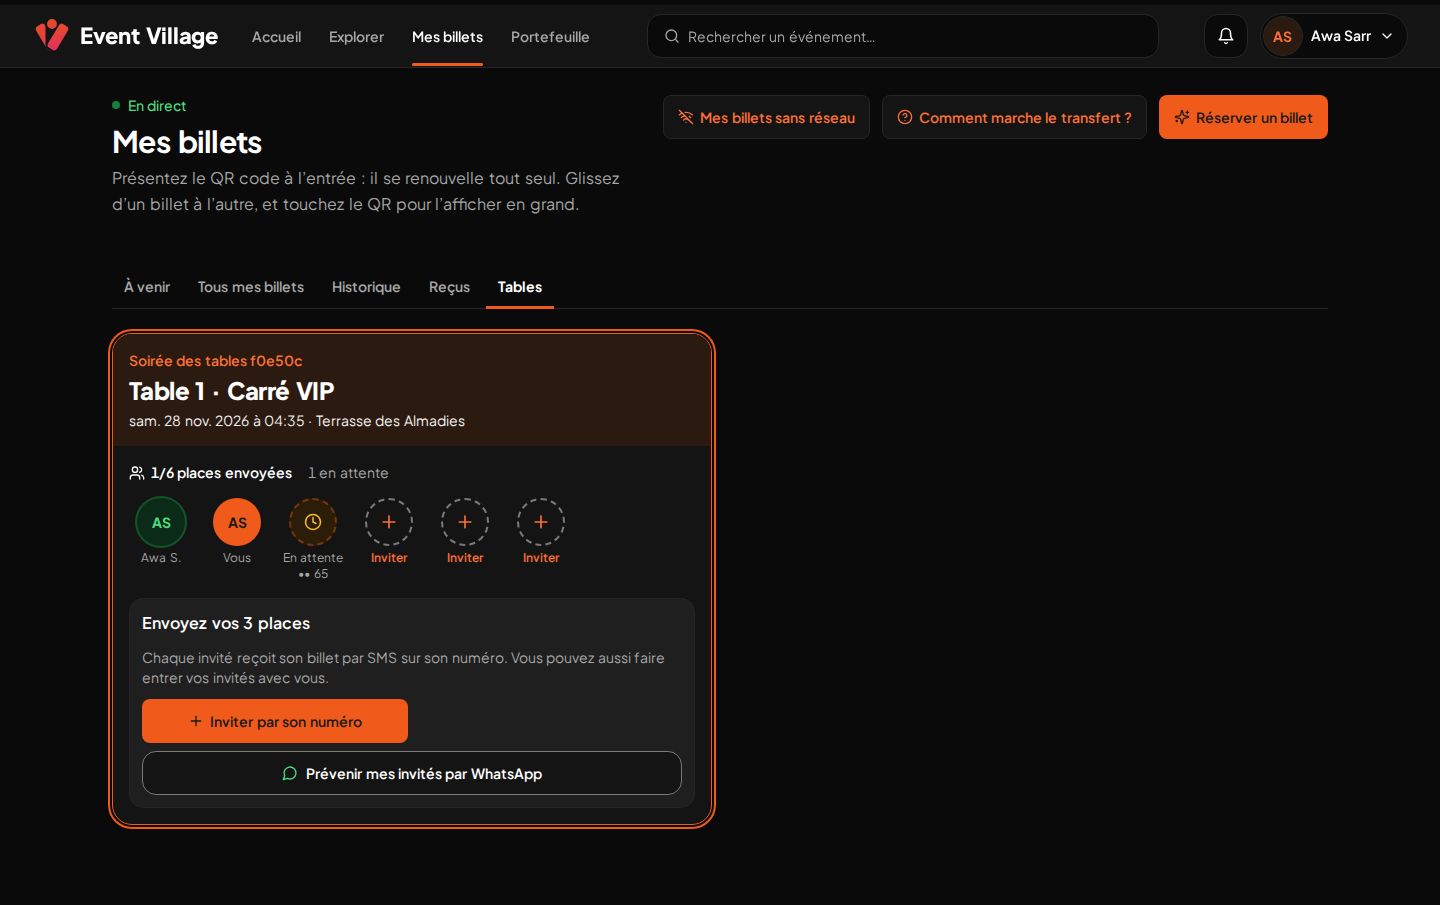 Event Village
Accueil
Explorer
Mes billets
Portefeuille
Rechercher un événement…
AS
Awa Sarr
En direct
Mes billets
Présentez le QR code à l’entrée : il se renouvelle tout seul. Glissez
d’un billet à l’autre, et touchez le QR pour l’afficher en grand.
Mes billets sans réseau
Comment marche le transfert ?
Réserver un billet
À venir
Tous mes billets
Historique
Reçus
Tables
Soirée des tables f0e50c
Table 1 · Carré VIP
sam. 28 nov. 2026 à 04:35 · Terrasse des Almadies
1/6 places envoyées
1 en attente
AS
Awa S.
AS
Vous
En attente
•• 65
Inviter
Inviter
Inviter
Envoyez vos 3 places
Chaque invité reçoit son billet par SMS sur son numéro. Vous pouvez aussi faire
entrer vos invités avec vous.
Inviter par son numéro
Prévenir mes invités par WhatsApp